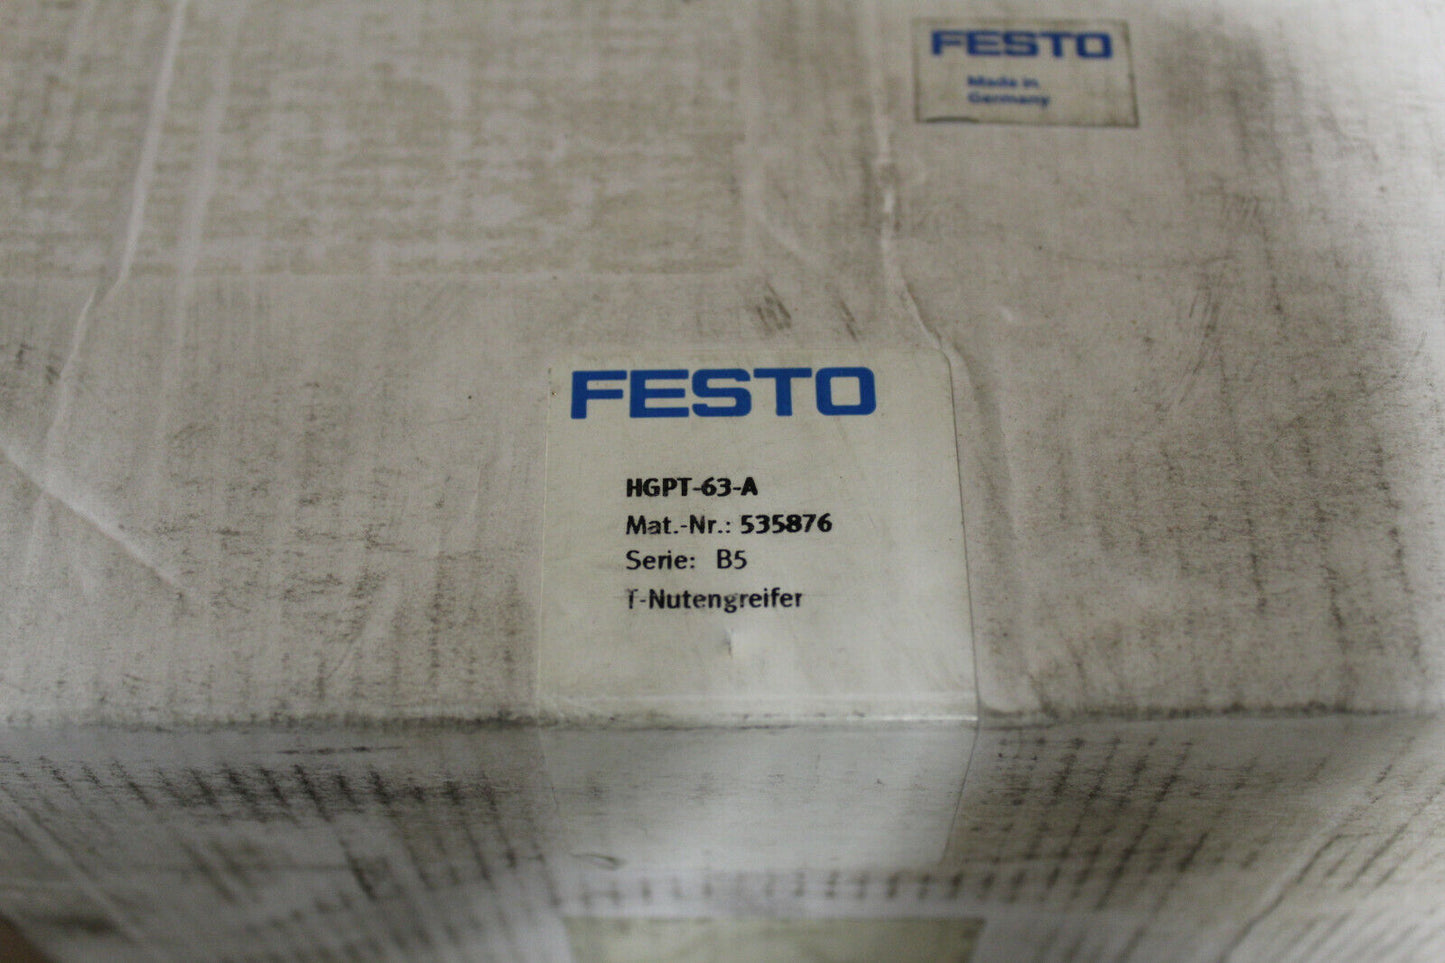 FESTO
Made in
Germany
FESTO
HGPT-63-A
Mat.-Nr.: 535876
Serie: B5
T-Nutengreifer